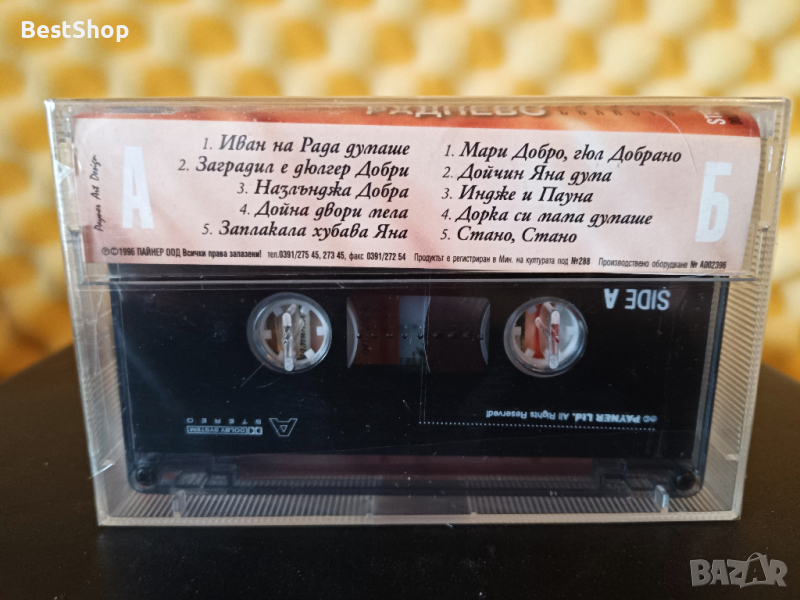 BestShop
РАДНЕВО
Payner Art Design
А
1. Иван на Рада думаше
2. Заградил е дюлгер Добри
3. Назлънджа Добра
4. Дойна двори мела
5. Заплакала хубава Яна
1. Мари Добро, гюл Добрано
2. Дойчин Яна дума
3. Индже и Пауна
4. Дорка си мама думаше
5. Стано, Стано
Б
℗©1996 ПАЙНЕР ООД Всички права запазени! тел.0391/275 45, 273 45, факс 0391/272 54 Продуктът е регистриран в Мин. на културата под №288 Производствено оборудване № А002396
SIDE A
℗© PAYNER Ltd. All Rights Reserved!
A
STEREO
DOLBY SYSTEM
BAZAR